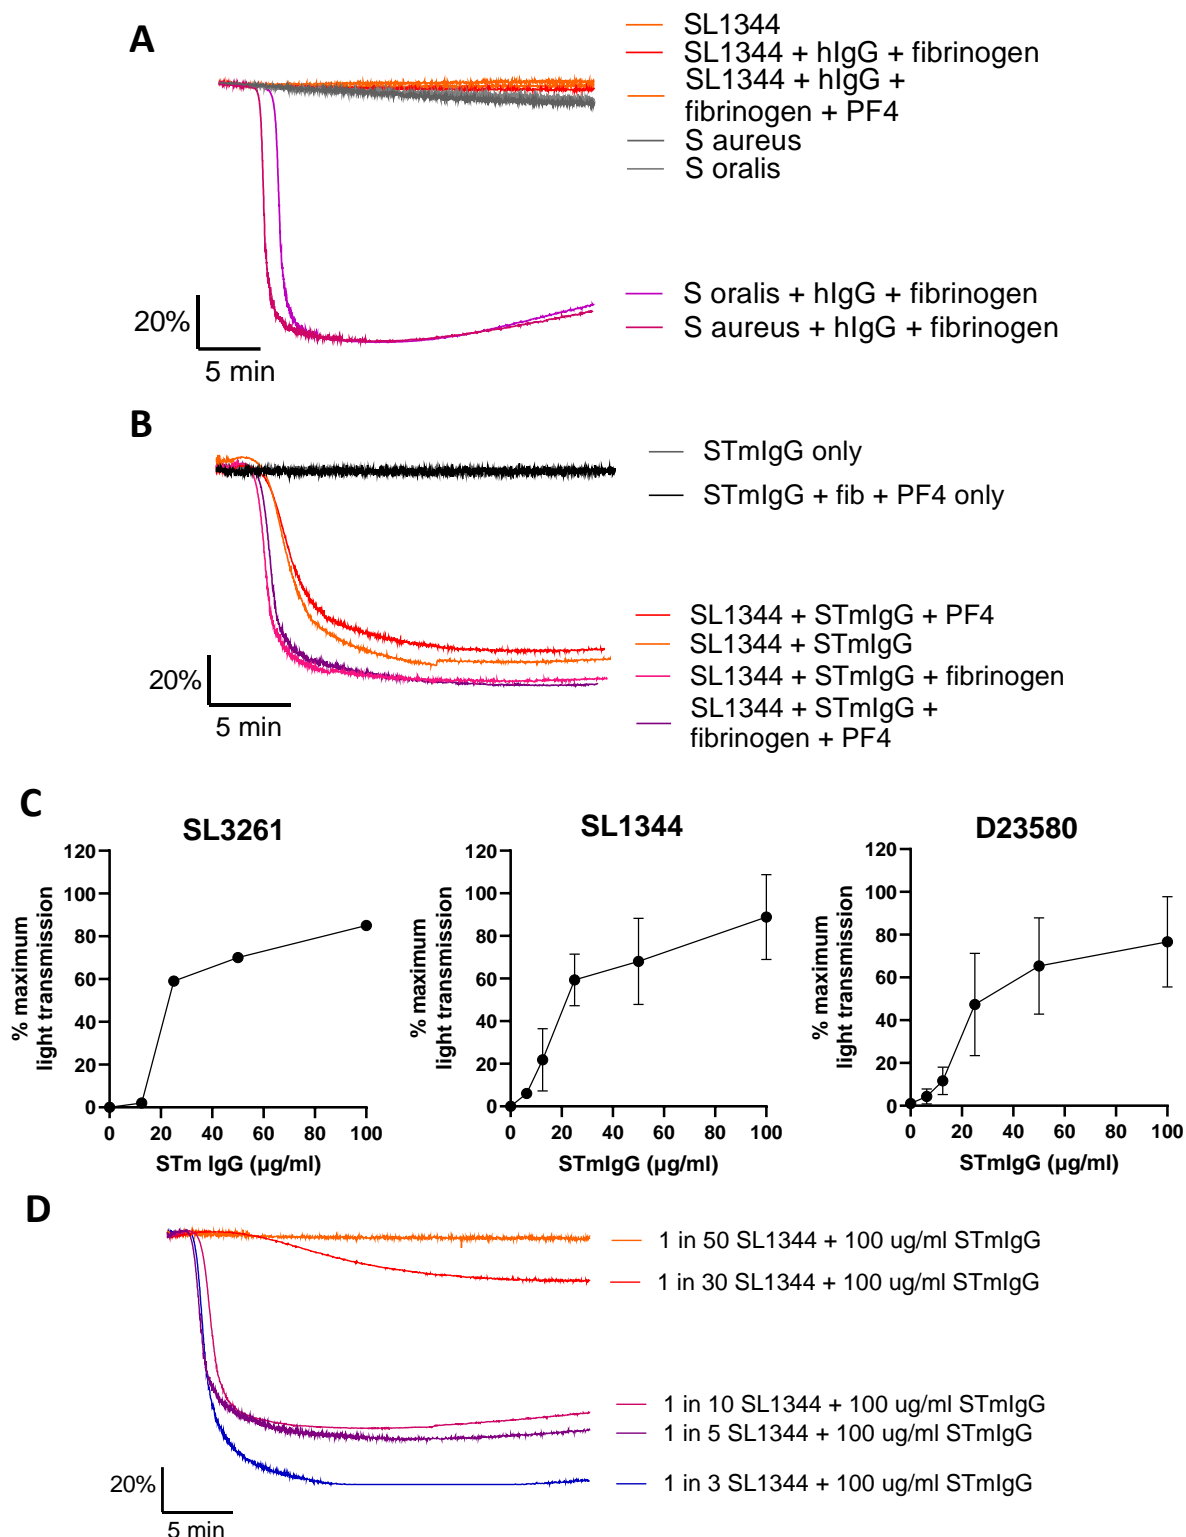 A
SL1344
SL1344 + hIgG + fibrinogen
SL1344 + hIgG +
fibrinogen + PF4
S aureus
S oralis
S oralis + hIgG + fibrinogen
S aureus + hIgG + fibrinogen
20%
5 min
B
STmIgG only
STmIgG + fib + PF4 only
SL1344 + STmIgG + PF4
SL1344 + STmIgG
SL1344 + STmIgG + fibrinogen
SL1344 + STmIgG +
fibrinogen + PF4
20%
5 min
C
SL3261
% maximum
light transmission
120
100
80
60
40
20
0
0 20 40 60 80 100
STm IgG (µg/ml)
SL1344
% maximum
light transmission
120
100
80
60
40
20
0
0 20 40 60 80 100
STmIgG (µg/ml)
D23580
% maximum
light transmission
120
100
80
60
40
20
0
0 20 40 60 80 100
STmIgG (µg/ml)
D
1 in 50 SL1344 + 100 ug/ml STmIgG
1 in 30 SL1344 + 100 ug/ml STmIgG
1 in 10 SL1344 + 100 ug/ml STmIgG
1 in 5 SL1344 + 100 ug/ml STmIgG
1 in 3 SL1344 + 100 ug/ml STmIgG
20%
5 min